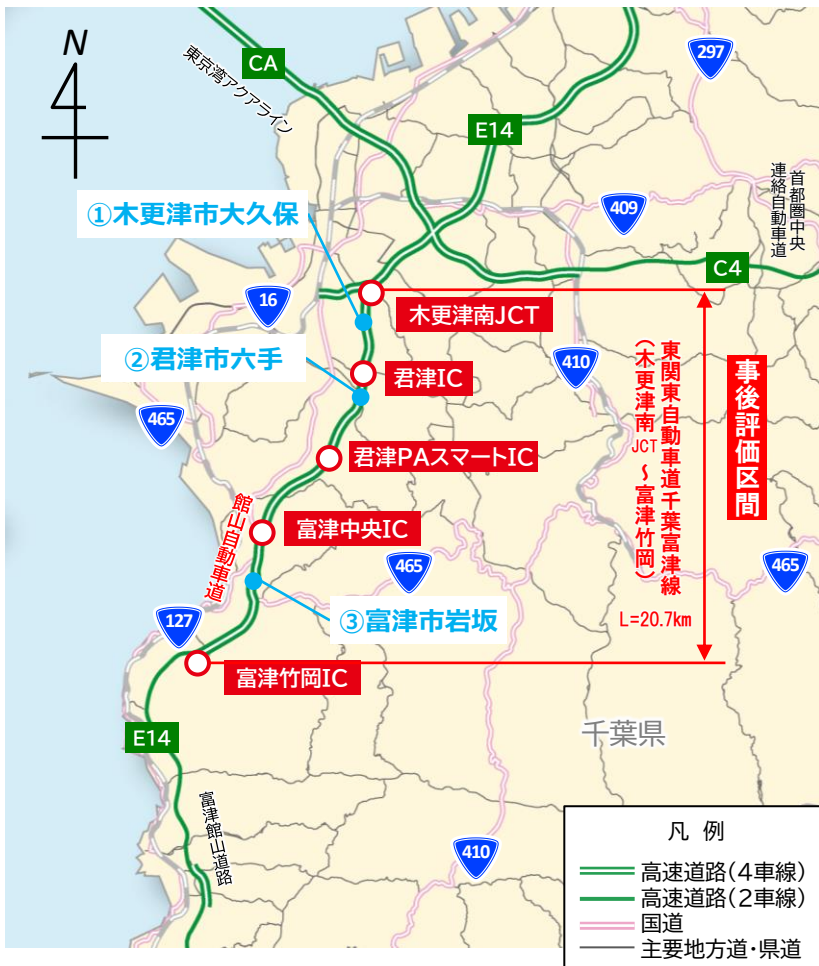 N
東京湾アクアライン
CA
E14
297
409
首都圏中央
連絡自動車道
C4
①木更津市大久保
16
木更津南JCT
②君津市六手
君津IC
410
465
君津PAスマートIC
館山自動車道
富津中央IC
465
465
東関東自動車道千葉富津線
(木更津南JCT～富津竹岡)
L=20.7km
事後評価区間
127
③富津市岩坂
富津竹岡IC
E14
千葉県
富津館山道路
410
凡 例
高速道路(4車線)
高速道路(2車線)
国道
主要地方道・県道